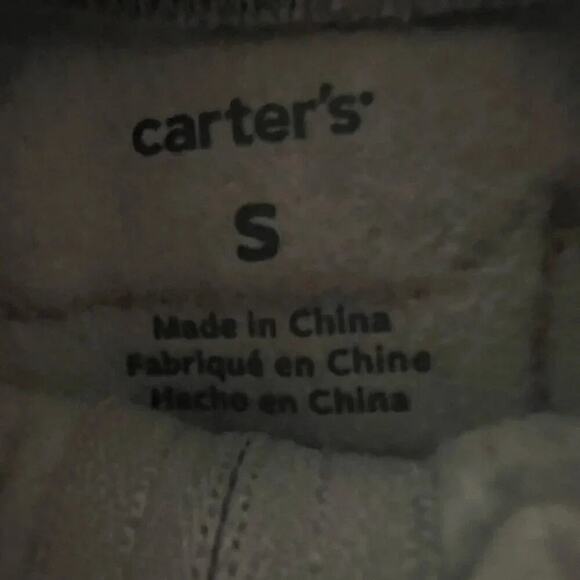 carter's
S
Made in China
Fabriqué en Chine
Hecho en China